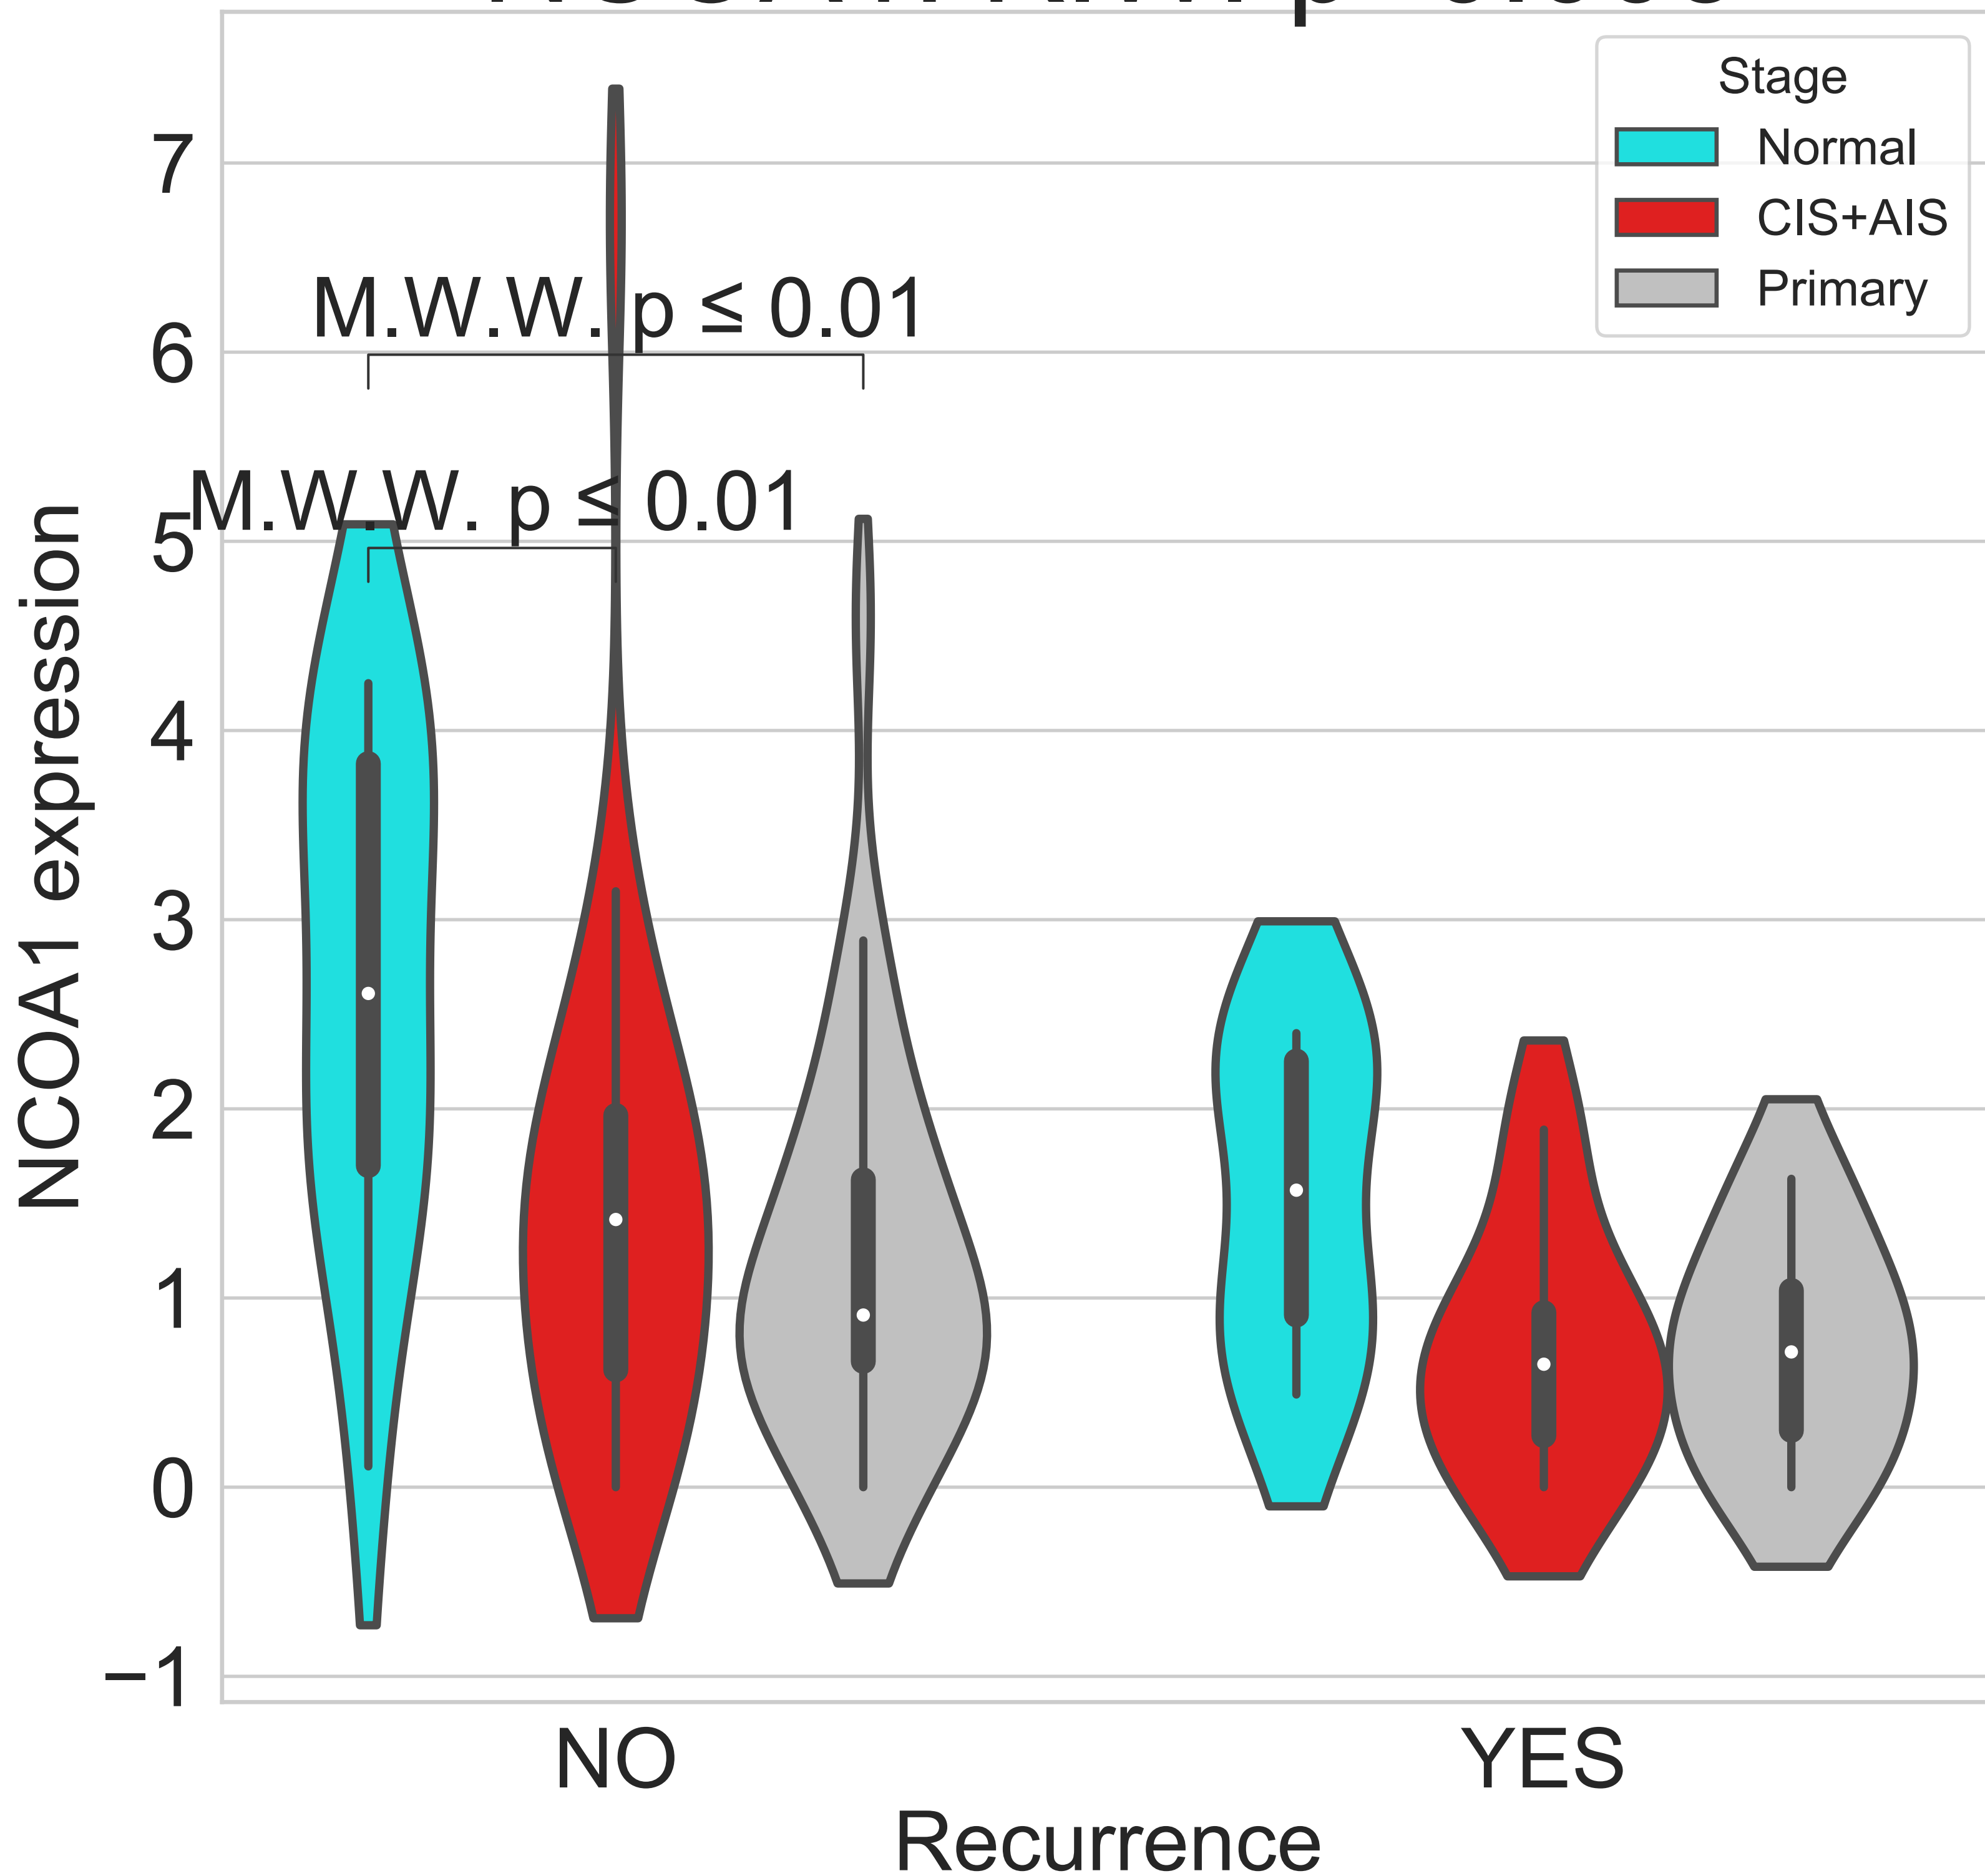 Stage
Normal
CIS+AIS
Primary
7
6
5
4
3
2
1
0
−1
M.W.W. p ≤ 0.01
M.W.W. p ≤ 0.01
NCOA1 expression
NO
YES
Recurrence